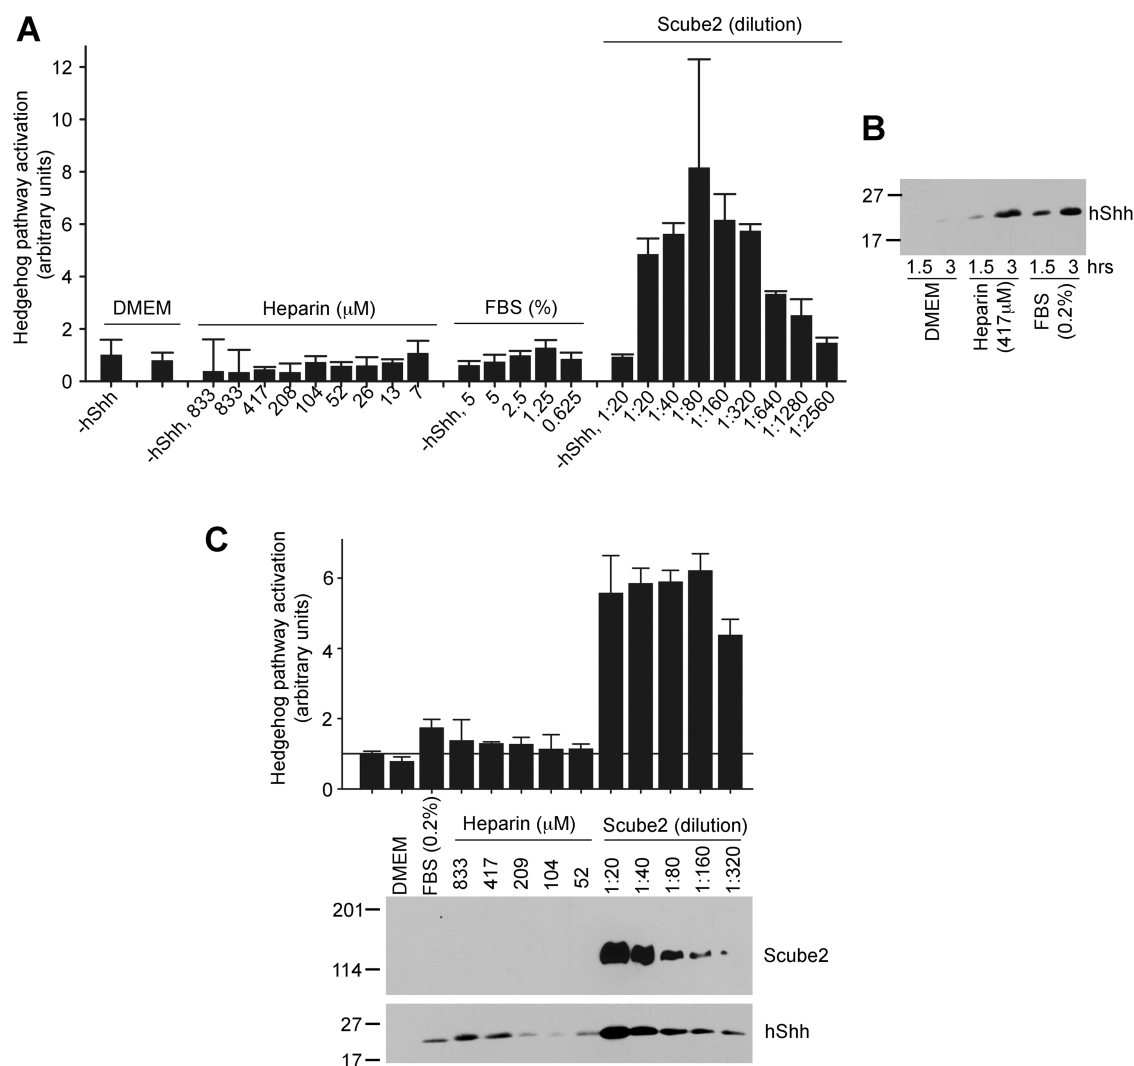 A
Scube2 (dilution)
Hedgehog pathway activation
(arbitrary units)
12
10
8
6
4
2
0
DMEM
Heparin (μM)
FBS (%)
-hShh
-hShh, 833
833
417
208
104
52
26
13
7
-hShh, 5
5
2.5
1.25
0.625
-hShh, 1:20
1:20
1:40
1:80
1:160
1:320
1:640
1:1280
1:2560
B
27
17
hShh
1.5 3 1.5 3 1.5 3 hrs
DMEM
Heparin
(417μM)
FBS
(0.2%)
C
Hedgehog pathway activation
(arbitrary units)
6
4
2
0
DMEM
FBS (0.2%)
Heparin (μM)
833
417
209
104
52
Scube2 (dilution)
1:20
1:40
1:80
1:160
1:320
201
114
Scube2
27
17
hShh